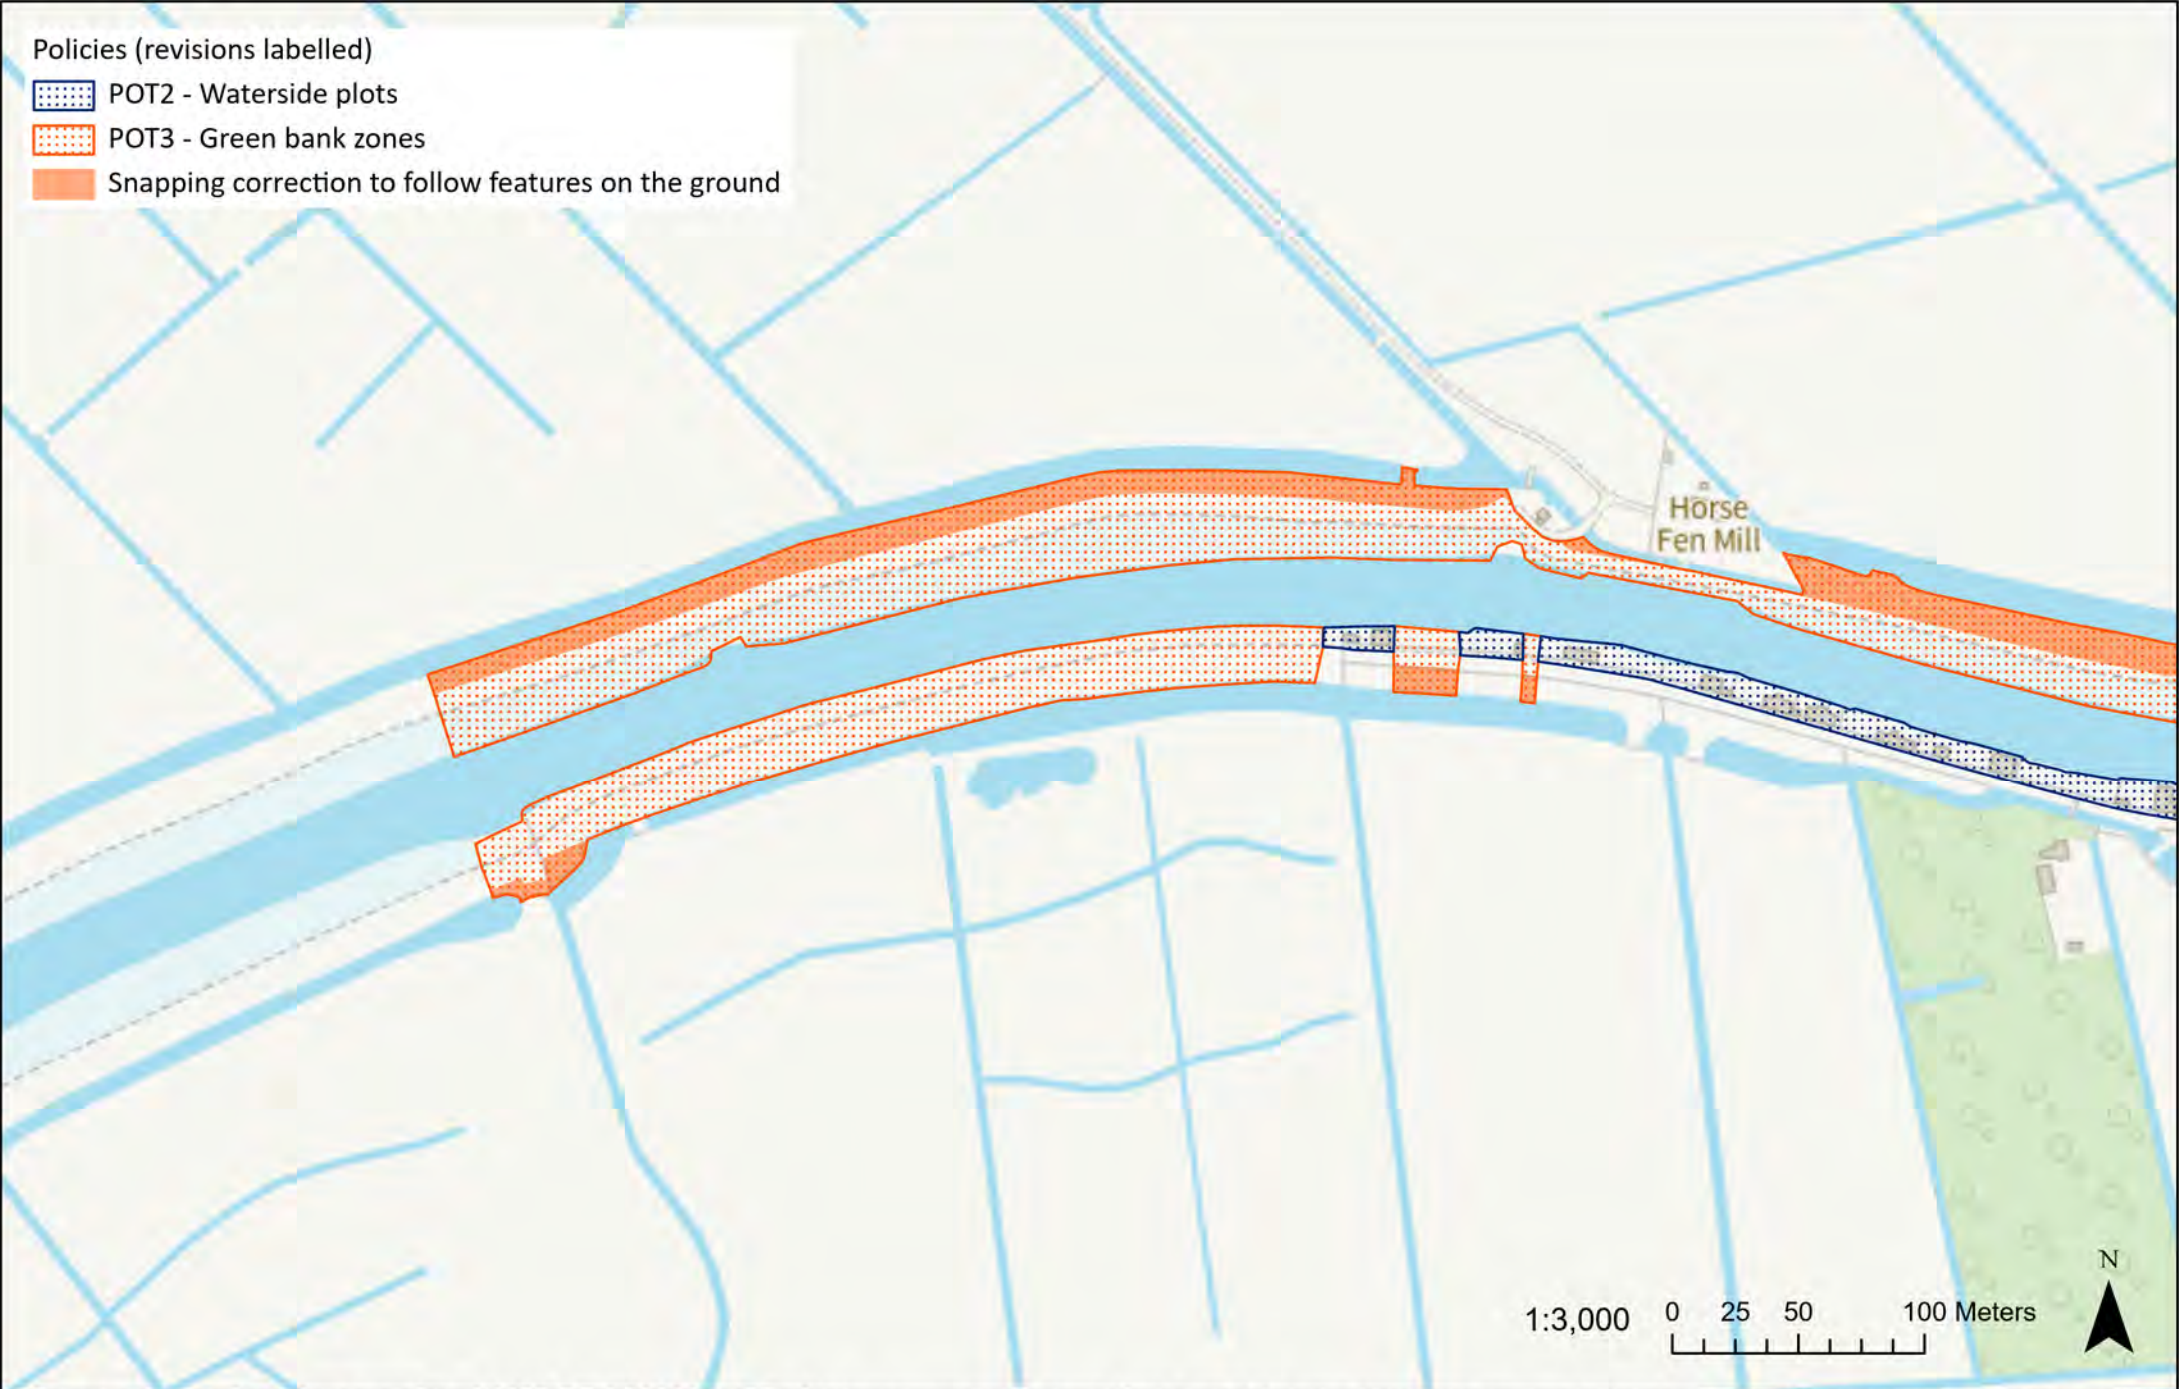 Policies (revisions labelled)
POT2 - Waterside plots
POT3 - Green bank zones
Snapping correction to follow features on the ground
Horse
Fen Mill
N
1:3,000
0 25 50 100 Meters